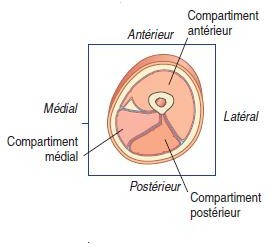 Compartiment
antérieur
Antérieur
Médial
Latéral
Compartiment
médial
Postérieur
Compartiment
postérieur